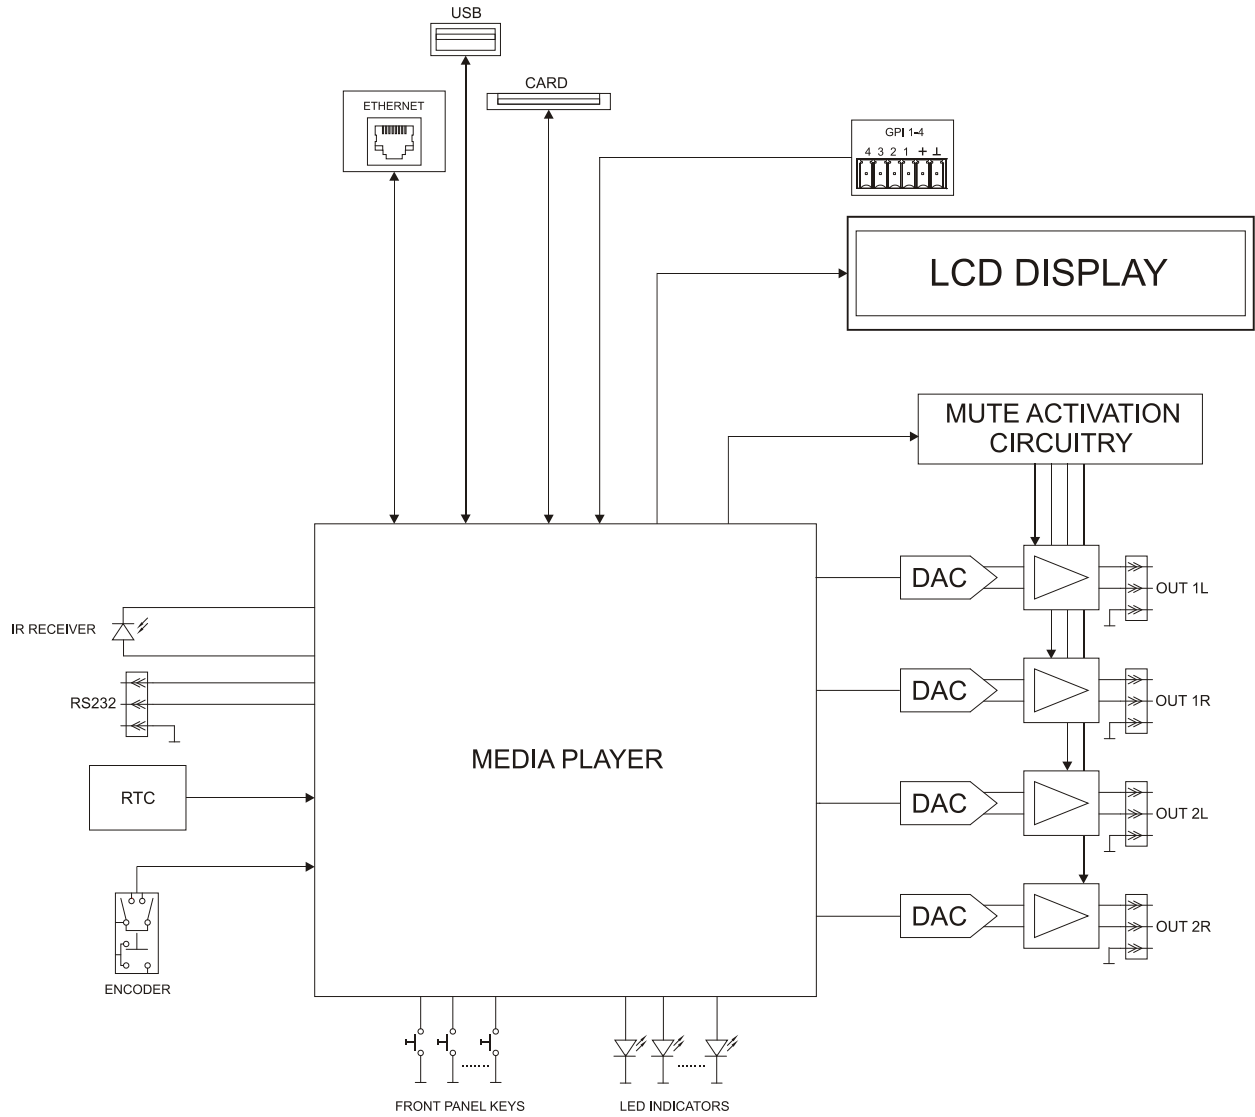 USB
CARD
ETHERNET
GPI 1-4
4 3 2 1 + ⊥
LCD DISPLAY
MUTE ACTIVATION
CIRCUITRY
DAC
OUT 1L
IR RECEIVER
DAC
OUT 1R
RS232
MEDIA PLAYER
RTC
DAC
OUT 2L
DAC
OUT 2R
ENCODER
FRONT PANEL KEYS
LED INDICATORS